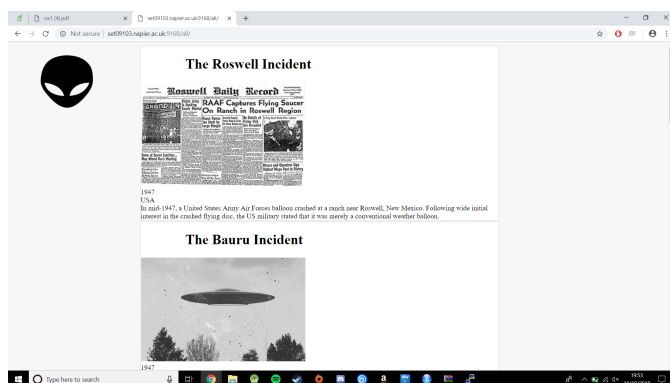 cw1 (4).pdf
set09103.napier.ac.uk:9168/all/
Not secure | set09103.napier.ac.uk:9168/all/
The Roswell Incident
Roswell Daily Record
RAAF Captures Flying Saucer
On Ranch in Roswell Region
1947
USA
In mid-1947, a United States Army Air Forces balloon crashed at a ranch near Roswell, New Mexico. Following wide initial
interest in the crashed flying disc, the US military stated that it was merely a conventional weather balloon.
The Bauru Incident
1947
Type here to search
19:53